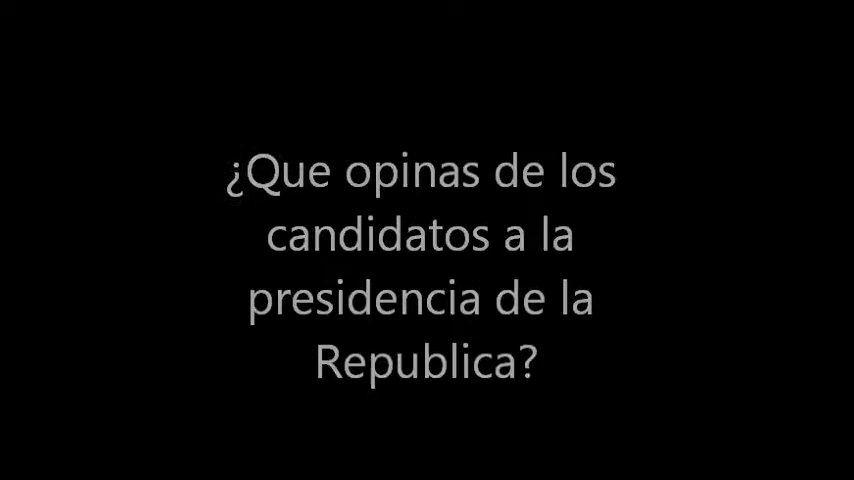 ¿Que opinas de los
candidatos a la
presidencia de la
Republica?